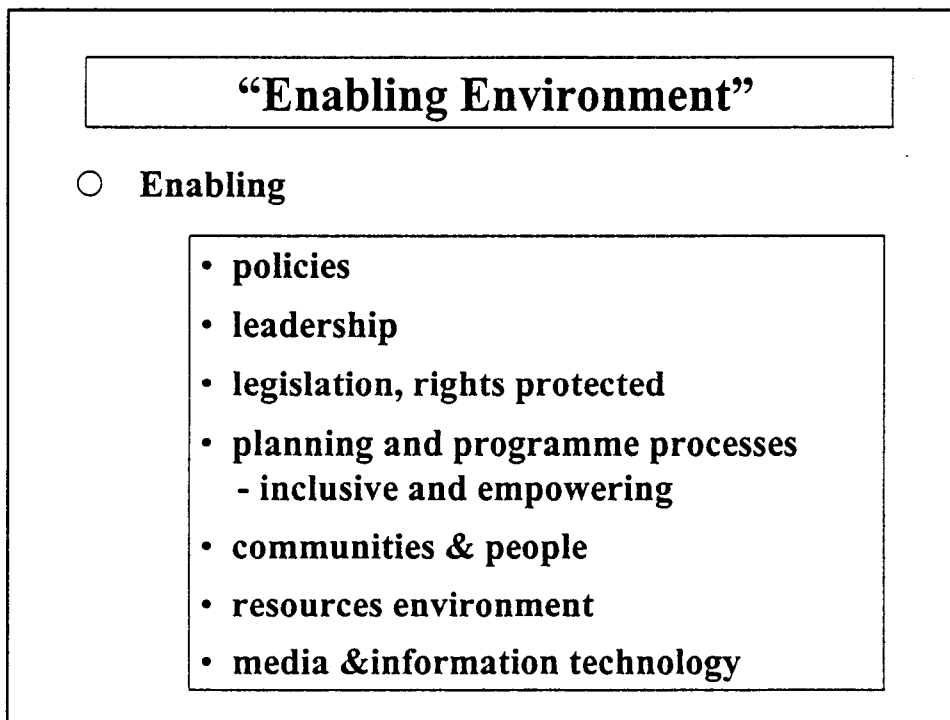 “Enabling Environment”
○ Enabling
• policies
• leadership
• legislation, rights protected
• planning and programme processes
- inclusive and empowering
• communities & people
• resources environment
• media &information technology